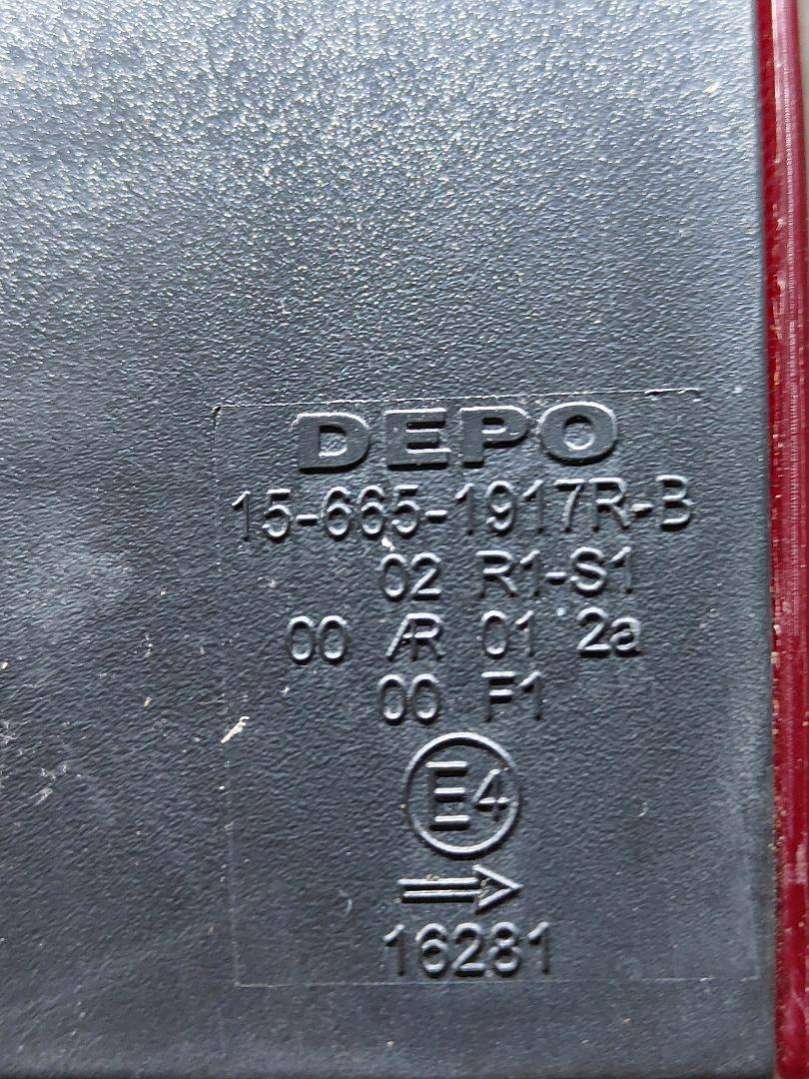 DEPO
15-665-1917R-B
02 R1-S1
00 AR 01 2a
00 F1
E4
⇒
16281